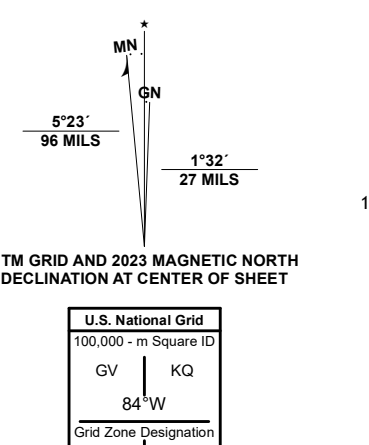 ★
MN
GN
5°23´
96 MILS
1°32´
27 MILS
1
TM GRID AND 2023 MAGNETIC NORTH
DECLINATION AT CENTER OF SHEET
U.S. National Grid
100,000 - m Square ID
GV KQ
84°W
Grid Zone Designation